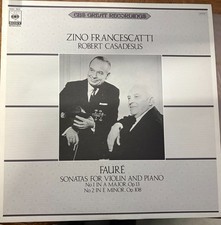 CBS GREAT RECORDINGS
ZINO FRANCESCATTI
ROBERT CASADESUS
FAURÉ
SONATAS FOR VIOLIN AND PIANO
No.1 IN A MAJOR Op.13
No.2 IN E MINOR Op.108